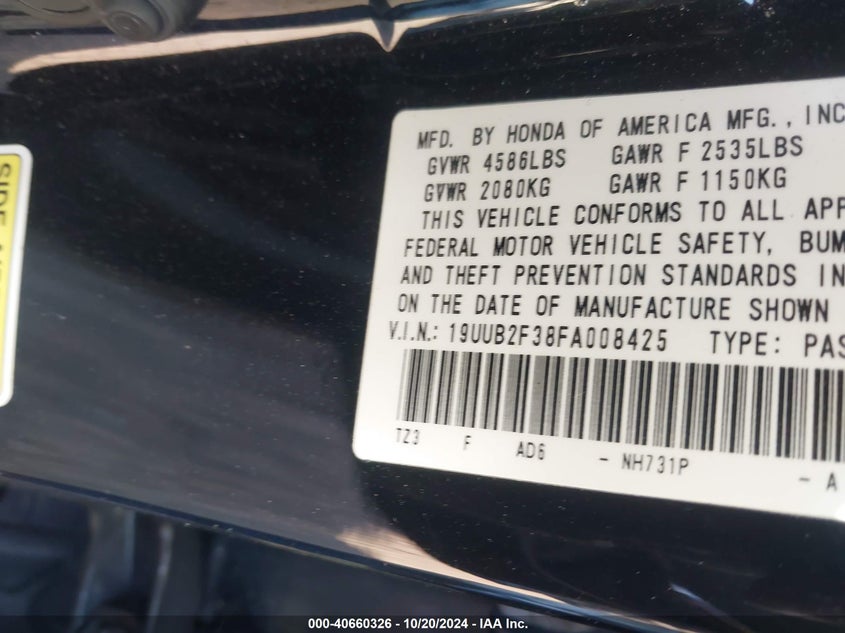 MFD. BY HONDA OF AMERICA MFG., INC
GVWR 4586LBS GAWR F 2535LBS
GVWR 2080KG GAWR F 1150KG
THIS VEHICLE CONFORMS TO ALL APP
FEDERAL MOTOR VEHICLE SAFETY, BUM
AND THEFT PREVENTION STANDARDS IN
ON THE DATE OF MANUFACTURE SHOWN
V.I.N.: 19UUB2F38FA008425 TYPE: PAS
TZ3 F AD6 - NH731P - A
SIDE
000-40660326 - 10/20/2024 - IAA Inc.